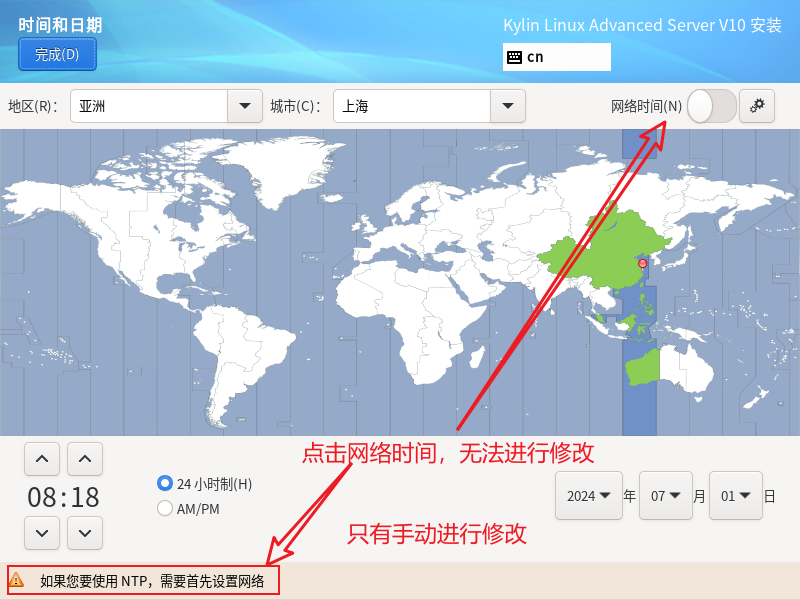 时间和日期
Kylin Linux Advanced Server V10 安装
完成(D)
cn
地区(R): 亚洲 城市(C): 上海 网络时间(N)
点击网络时间，无法进行修改
08:18
24 小时制(H)
AM/PM
2024 年 07 月 01 日
只有手动进行修改
如果您要使用 NTP，需要首先设置网络